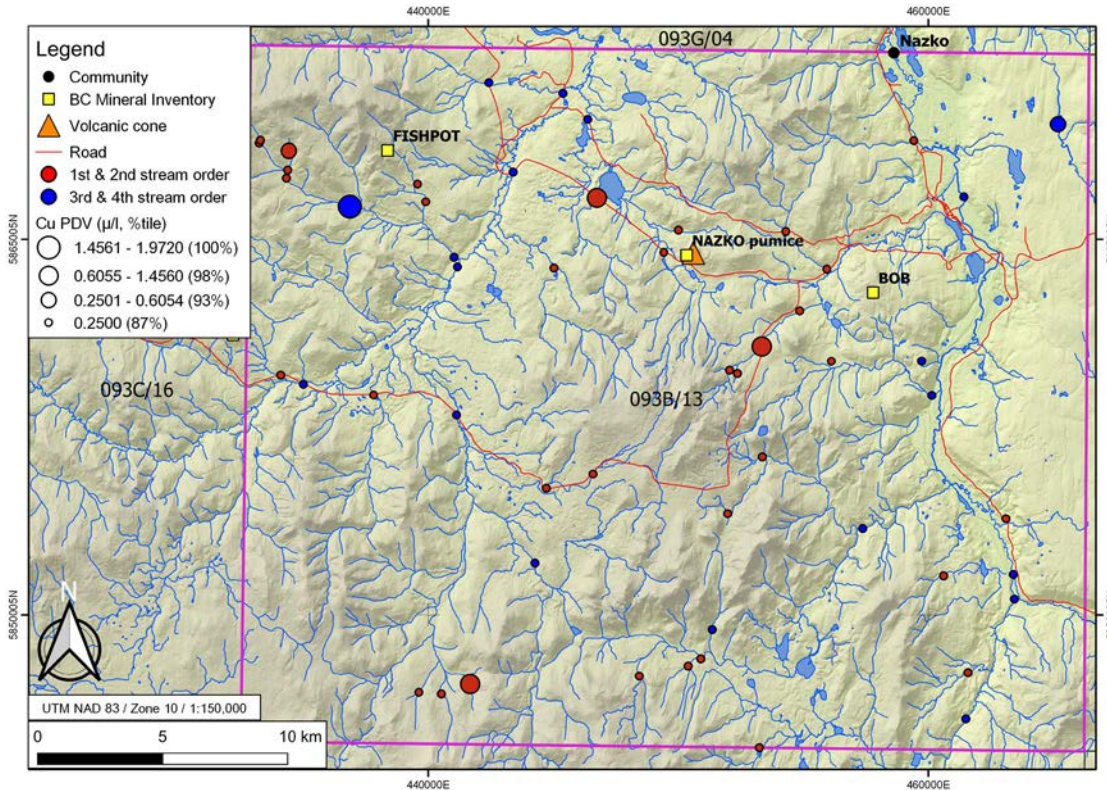 440000E
460000E
093G/04
Nazko
Legend
Community
BC Mineral Inventory
Volcanic cone
Road
1st & 2nd stream order
3rd & 4th stream order
Cu PDV (µ/l, %tile)
1.4561 - 1.9720 (100%)
0.6055 - 1.4560 (98%)
0.2501 - 0.6054 (93%)
0.2500 (87%)
FISHPOT
5865005N
NAZKO pumice
BOB
093C/16
093B/13
5850005N
N
UTM NAD 83 / Zone 10 / 1:150,000
0 5 10 km
440000E
460000E